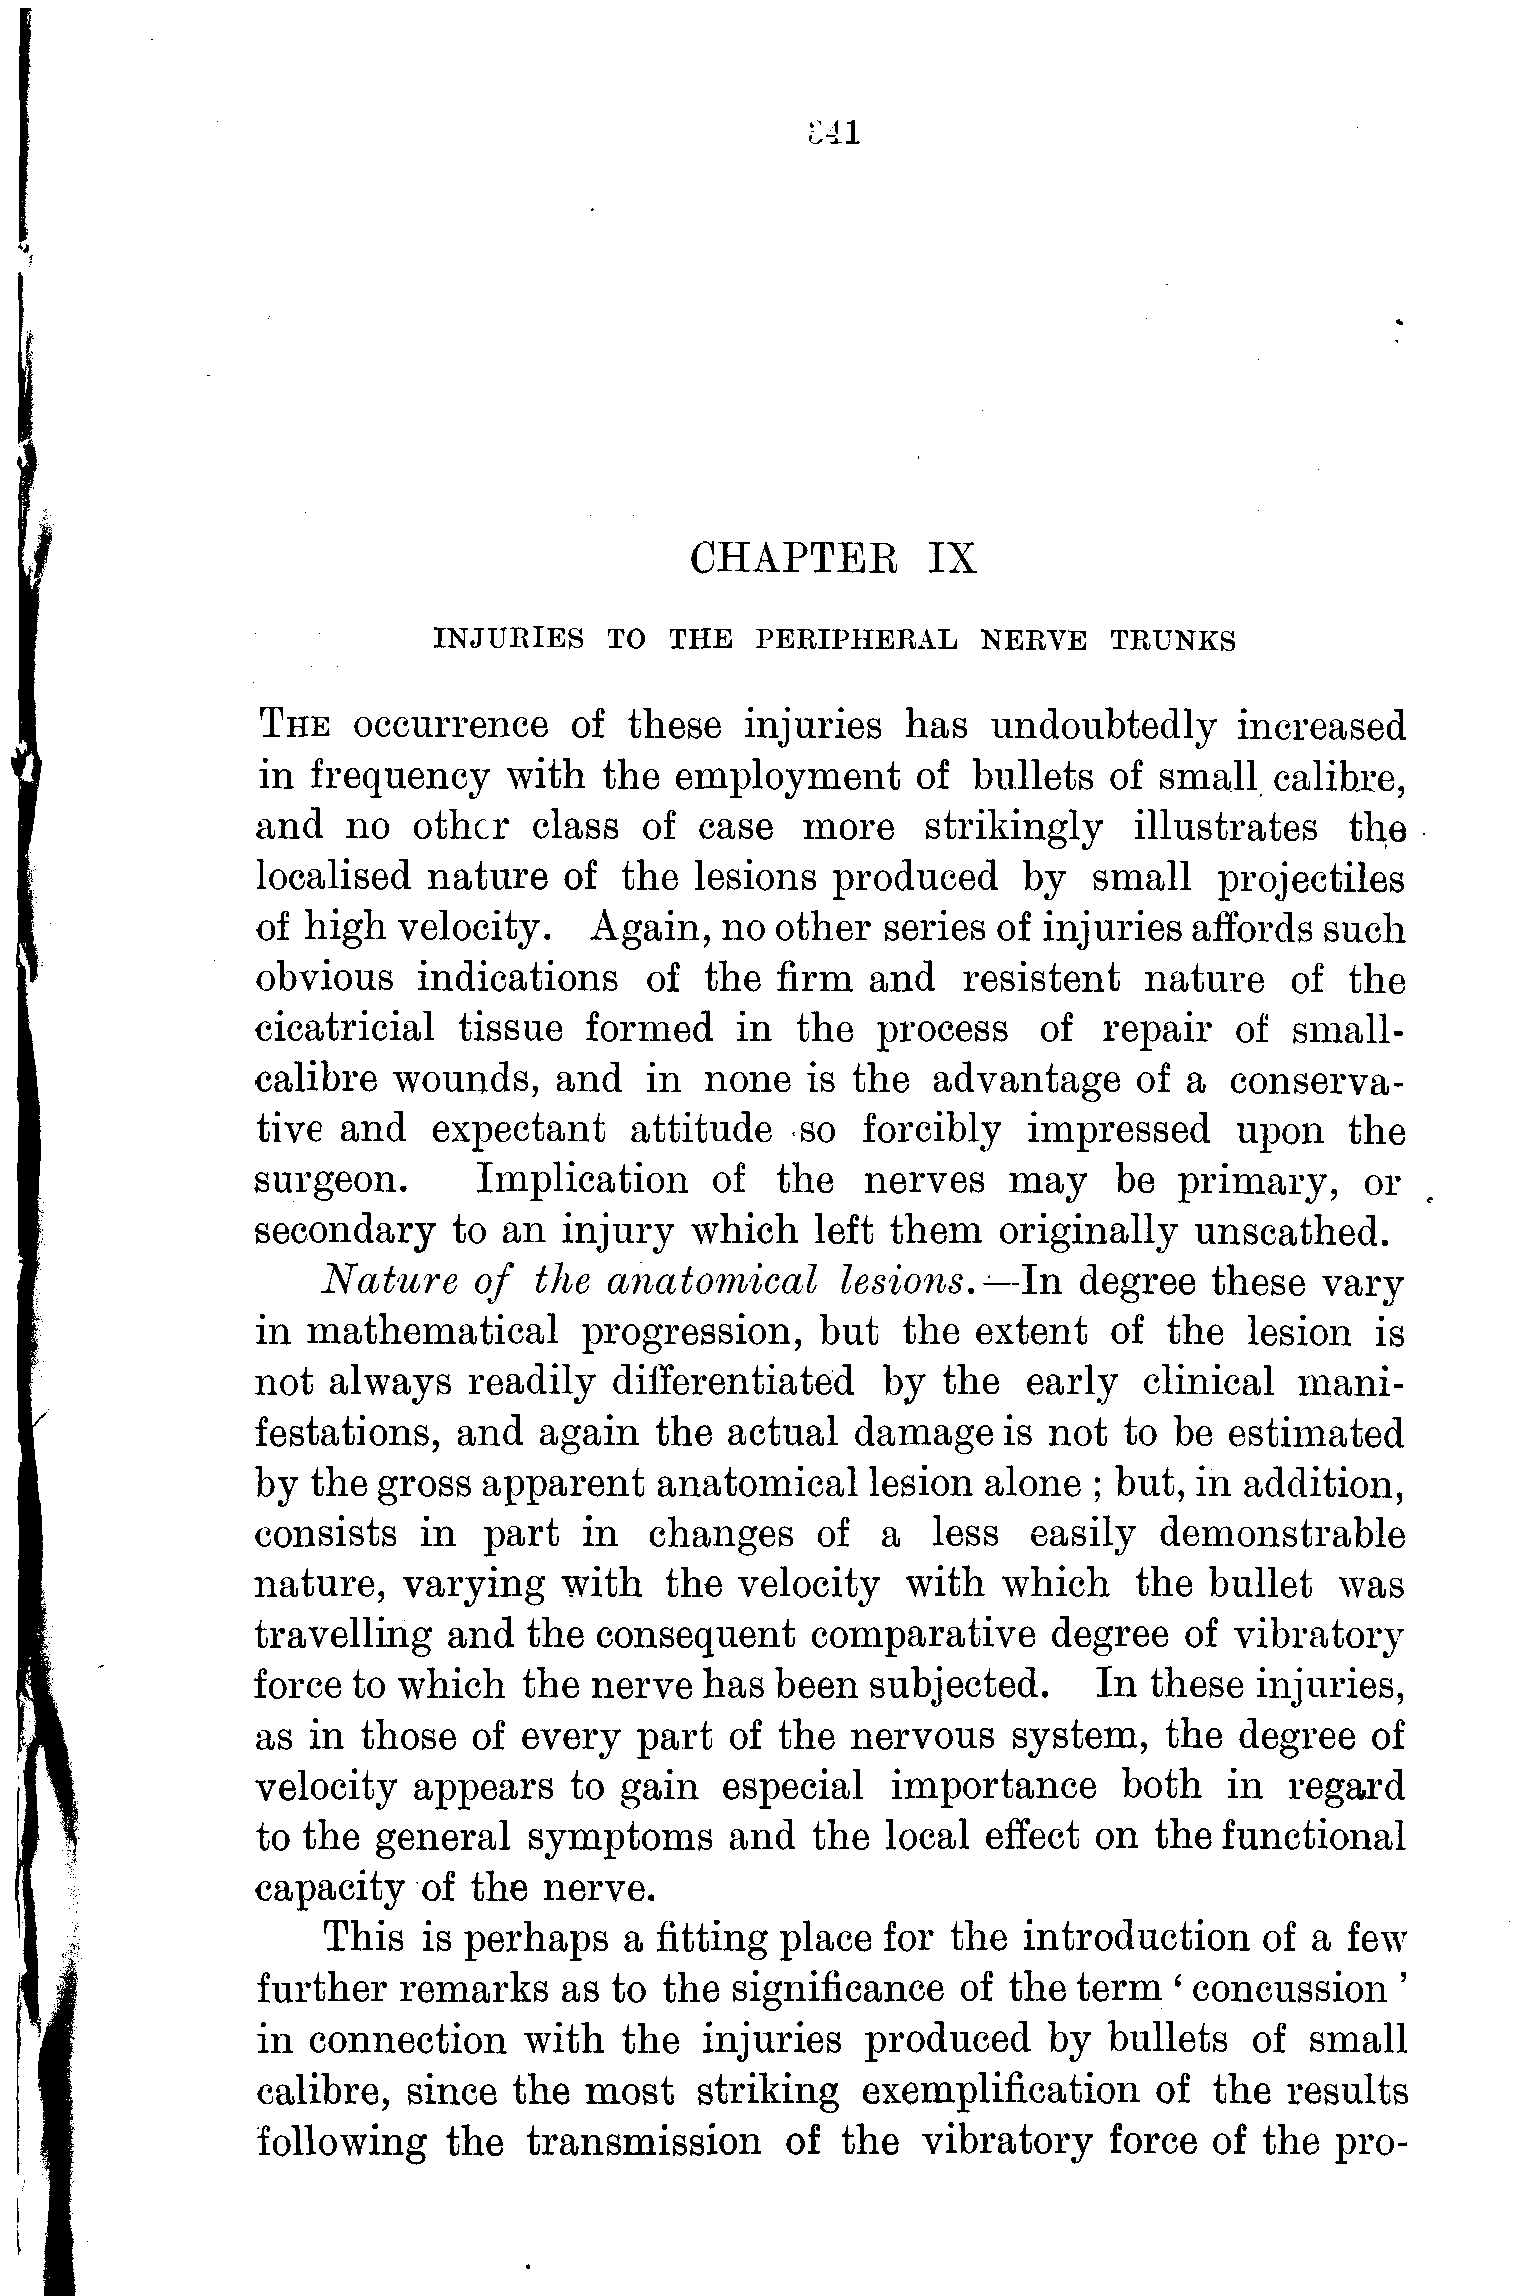 341
CHAPTER IX
INJURIES TO THE PERIPHERAL NERVE TRUNKS
THE occurrence of these injuries has undoubtedly increased
in frequency with the employment of bullets of small calibre,
and no other class of case more strikingly illustrates the
localised nature of the lesions produced by small projectiles
of high velocity. Again, no other series of injuries affords such
obvious indications of the firm and resistent nature of the
cicatricial tissue formed in the process of repair of small-
calibre wounds, and in none is the advantage of a conserva-
tive and expectant attitude so forcibly impressed upon the
surgeon. Implication of the nerves may be primary, or
secondary to an injury which left them originally unscathed.
Nature of the anatomical lesions.—In degree these vary
in mathematical progression, but the extent of the lesion is
not always readily differentiated by the early clinical mani-
festations, and again the actual damage is not to be estimated
by the gross apparent anatomical lesion alone ; but, in addition,
consists in part in changes of a less easily demonstrable
nature, varying with the velocity with which the bullet was
travelling and the consequent comparative degree of vibratory
force to which the nerve has been subjected. In these injuries,
as in those of every part of the nervous system, the degree of
velocity appears to gain especial importance both in regard
to the general symptoms and the local effect on the functional
capacity of the nerve.
This is perhaps a fitting place for the introduction of a few
further remarks as to the significance of the term ‘ concussion ’
in connection with the injuries produced by bullets of small
calibre, since the most striking exemplification of the results
following the transmission of the vibratory force of the pro-